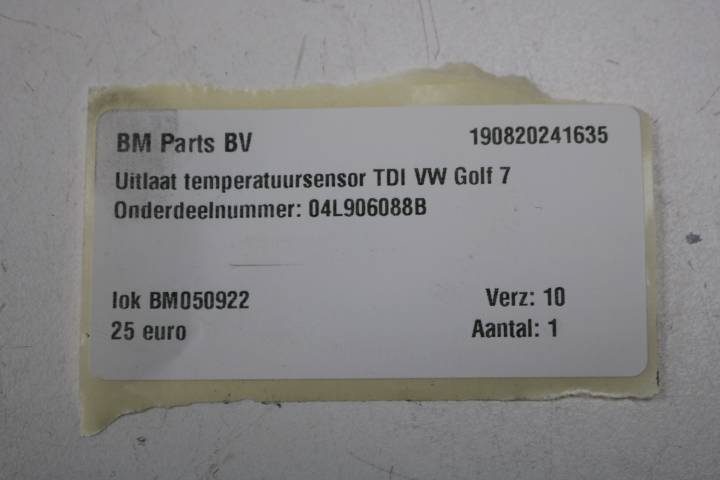 BM Parts BV 190820241635
Uitlaat temperatuursensor TDI VW Golf 7
Onderdeelnummer: 04L906088B
lok BM050922 Verz: 10
25 euro Aantal: 1